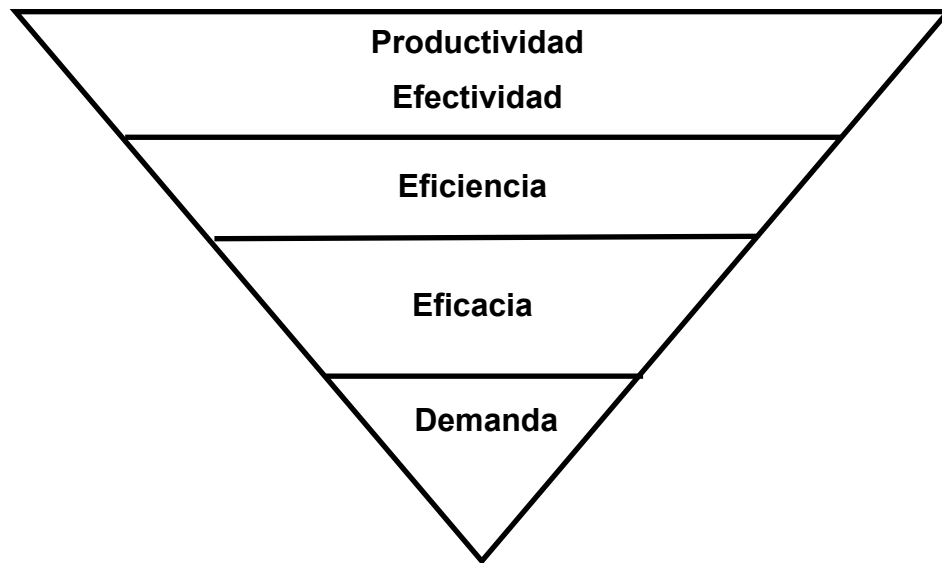 Productividad
Efectividad
Eficiencia
Eficacia
Demanda